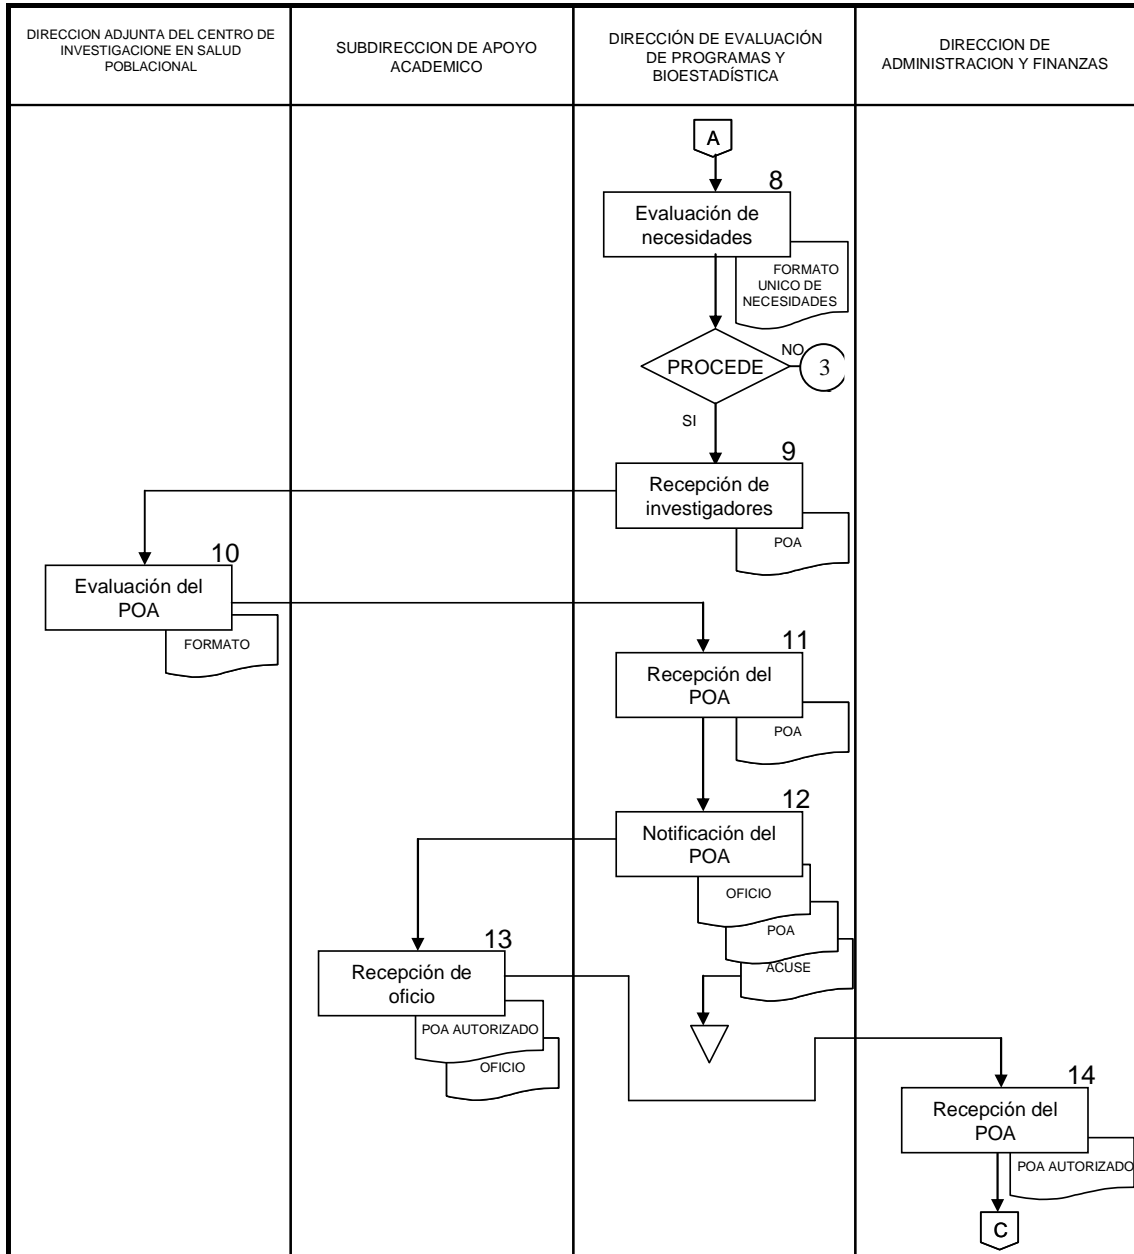 DIRECCION ADJUNTA DEL CENTRO DE
INVESTIGACIONE EN SALUD
POBLACIONAL
SUBDIRECCION DE APOYO
ACADEMICO
DIRECCIÓN DE EVALUACIÓN
DE PROGRAMAS Y
BIOESTADÍSTICA
DIRECCION DE
ADMINISTRACION Y FINANZAS
A
8
Evaluación de
necesidades
FORMATO
UNICO DE
NECESIDADES
PROCEDE
NO
3
SI
9
Recepción de
investigadores
POA
10
Evaluación del
POA
FORMATO
11
Recepción del
POA
POA
12
Notificación del
POA
OFICIO
POA
ACUSE
13
Recepción de
oficio
POA AUTORIZADO
OFICIO
14
Recepción del
POA
POA AUTORIZADO
C